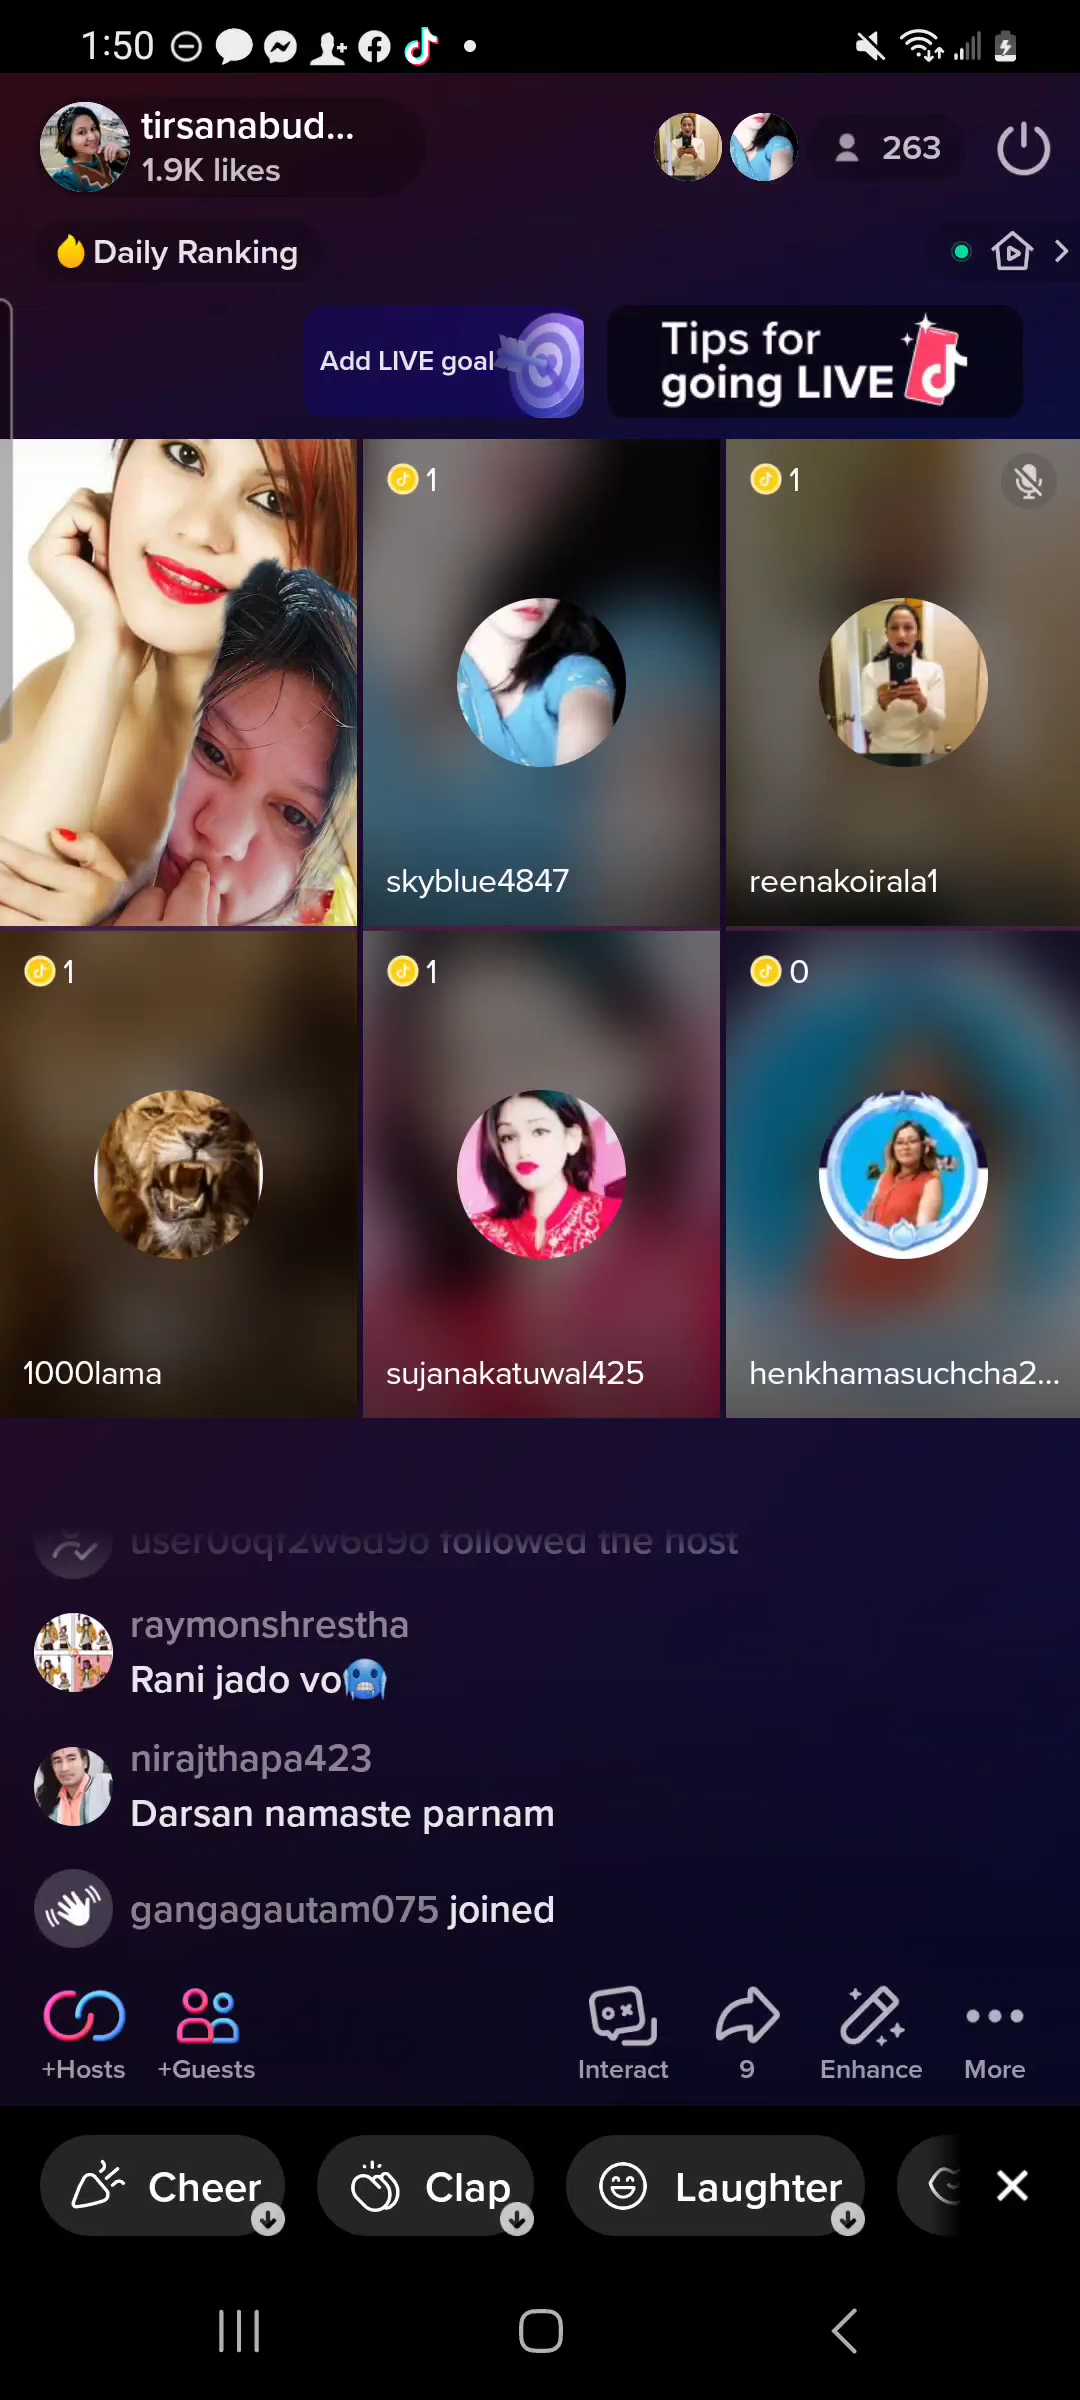 1:50
tirsanabud...
1.9K likes
263
Daily Ranking
Add LIVE goal
Tips for
going LIVE
1
1
skyblue4847
reenakoirala1
1
1
0
1000lama
sujanakatuwal425
henkhamasuchcha2...
followed the host
raymonshrestha
Rani jado vo🥶
nirajthapa423
Darsan namaste parnam
gangagautam075 joined
+Hosts
+Guests
Interact
9
Enhance
More
Cheer
Clap
Laughter